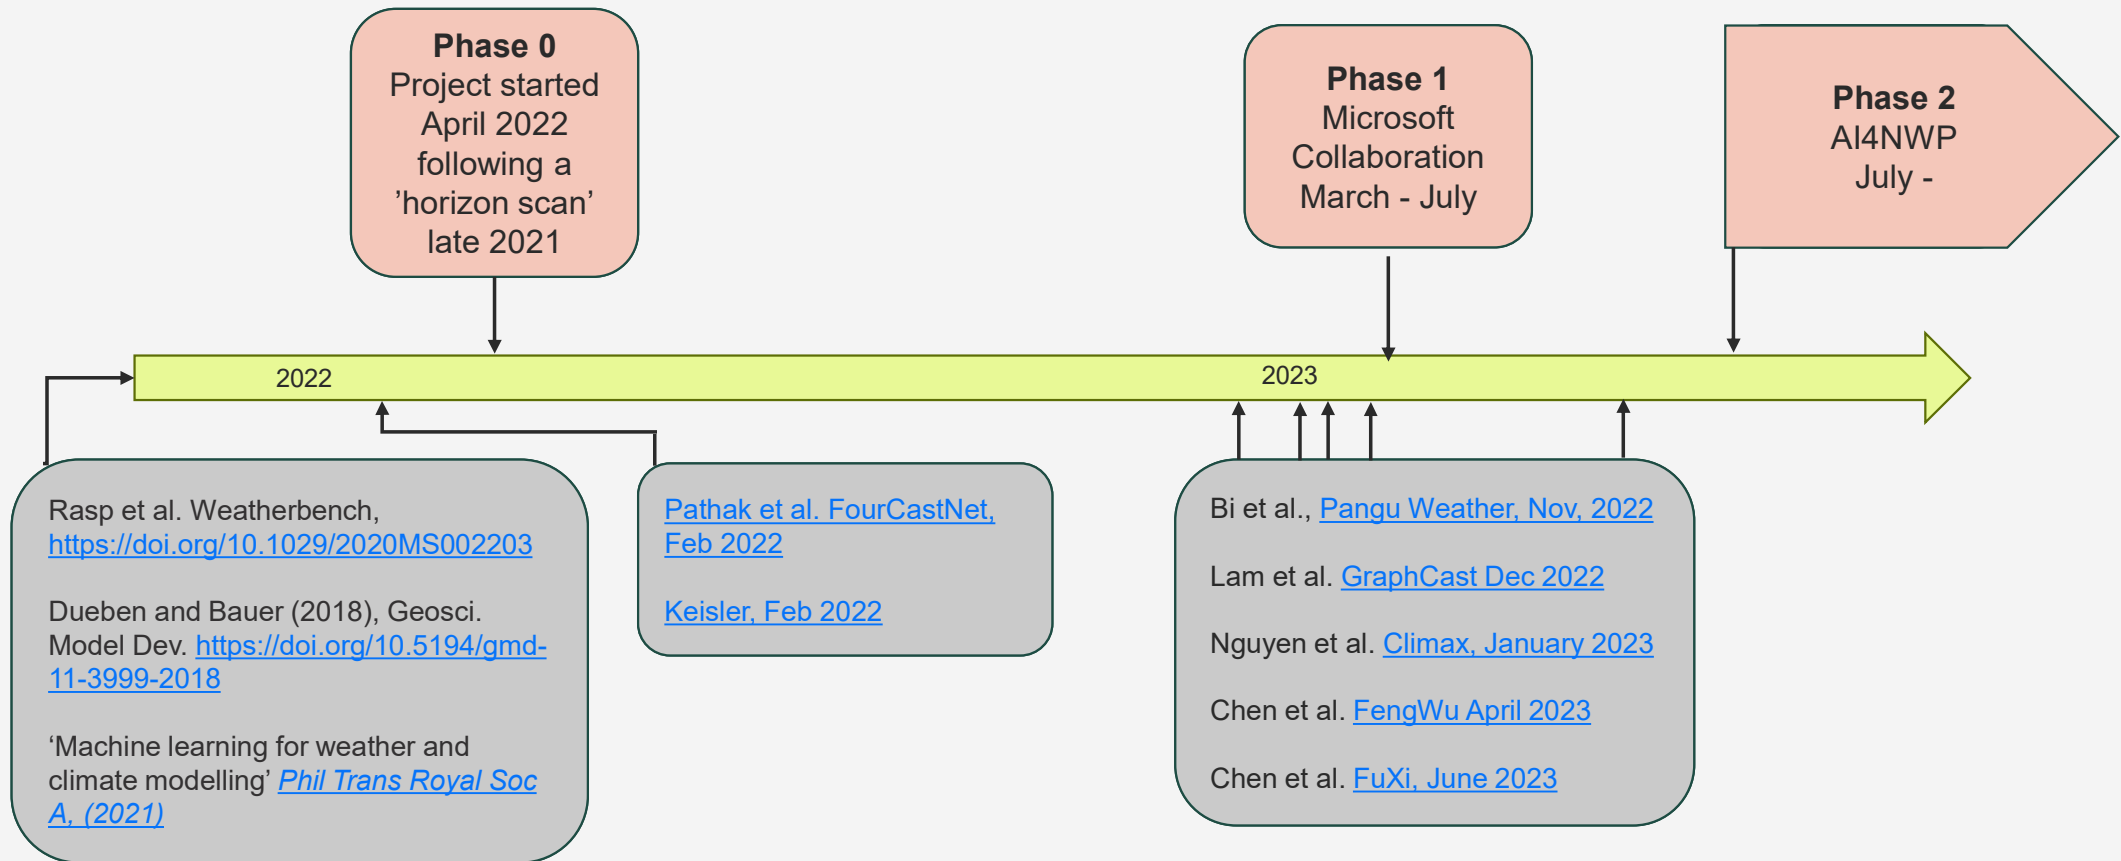 Phase 0
Project started
April 2022
following a
’horizon scan’
late 2021
Phase 1
Microsoft
Collaboration
March - July
Phase 2
AI4NWP
July -
2022
2023
Rasp et al. Weatherbench,
https://doi.org/10.1029/2020MS002203
Dueben and Bauer (2018), Geosci.
Model Dev. https://doi.org/10.5194/gmd-
11-3999-2018
‘Machine learning for weather and
climate modelling’ Phil Trans Royal Soc
A, (2021)
Pathak et al. FourCastNet,
Feb 2022
Keisler, Feb 2022
Bi et al., Pangu Weather, Nov, 2022
Lam et al. GraphCast Dec 2022
Nguyen et al. Climax, January 2023
Chen et al. FengWu April 2023
Chen et al. FuXi, June 2023